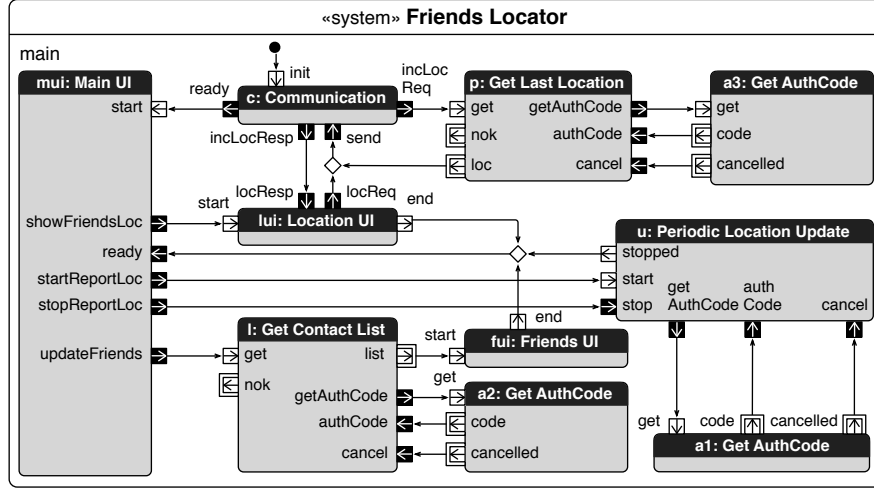 «system» Friends Locator
main
mui: Main UI
start
showFriendsLoc
ready
startReportLoc
stopReportLoc
updateFriends
init
ready
c: Communication
incLoc
Req
incLocResp
send
locResp
locReq
start
lui: Location UI
end
p: Get Last Location
get
getAuthCode
nok
authCode
loc
cancel
a3: Get AuthCode
get
code
cancelled
u: Periodic Location Update
stopped
start
stop
get
AuthCode
auth
Code
cancel
l: Get Contact List
get
list
nok
getAuthCode
authCode
cancel
start
end
fui: Friends UI
get
a2: Get AuthCode
code
cancelled
get
code
cancelled
a1: Get AuthCode